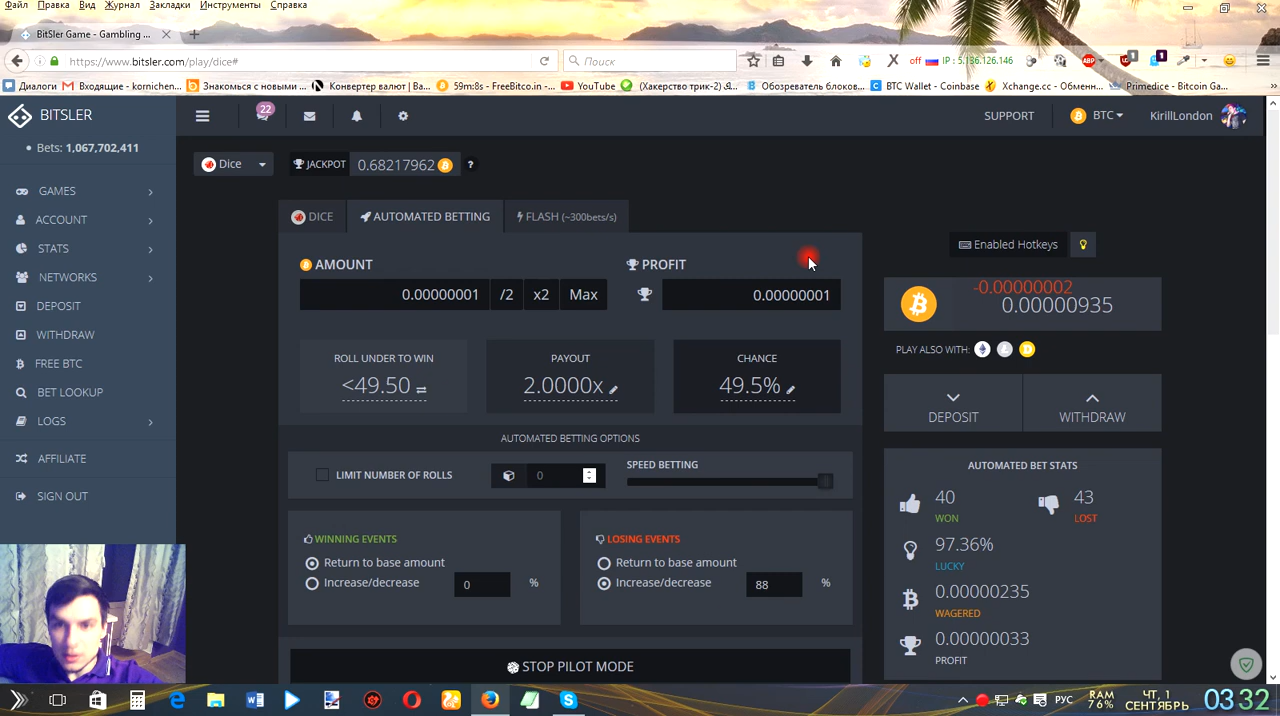 Файл Правка Вид Журнал Закладки Инструменты Справка
BitSler Game - Gambling ...
https://www.bitsler.com/play/dice#
Поиск
off IP : 5.136.126.146
Диалоги Входящие - kornichen... Знакомься с новыми ... Конвертер валют | Ba... 59m:8s - FreeBitco.in -... YouTube (Хакерство трик-2) Я... Обозреватель блоков... BTC Wallet - Coinbase Xchange.cc - Обменн... Primedice - Bitcoin Ga...
BITSLER
22
SUPPORT
BTC
KirillLondon
Bets: 1,067,702,411
Dice
JACKPOT 0.68217962 ?
GAMES
ACCOUNT
STATS
NETWORKS
DEPOSIT
WITHDRAW
FREE BTC
BET LOOKUP
LOGS
AFFILIATE
SIGN OUT
DICE AUTOMATED BETTING FLASH (~300bets/s)
AMOUNT
0.00000001 /2 x2 Max
PROFIT
0.00000001
ROLL UNDER TO WIN
<49.50
PAYOUT
2.0000x
CHANCE
49.5%
AUTOMATED BETTING OPTIONS
LIMIT NUMBER OF ROLLS 0
SPEED BETTING
WINNING EVENTS
Return to base amount
Increase/decrease 0 %
LOSING EVENTS
Return to base amount
Increase/decrease 88 %
STOP PILOT MODE
Enabled Hotkeys
-0.00000002
0.00000935
PLAY ALSO WITH:
DEPOSIT
WITHDRAW
AUTOMATED BET STATS
40
WON
43
LOST
97.36%
LUCKY
0.00000235
WAGERED
0.00000033
PROFIT
РУС
RAM
76%
ЧТ, 1
СЕНТЯБРЬ
03 32